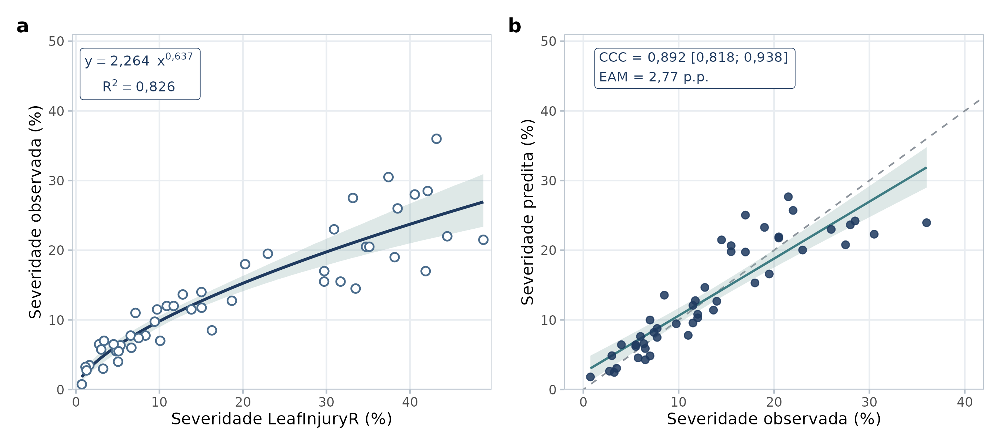 a
50
40
30
20
10
0
y = 2,264 x^0,637
R² = 0,826
Severidade observada (%)
0 10 20 30 40
Severidade LeafInjuryR (%)
b
50
40
30
20
10
0
CCC = 0,892 [0,818; 0,938]
EAM = 2,77 p.p.
Severidade predita (%)
0 10 20 30 40
Severidade observada (%)